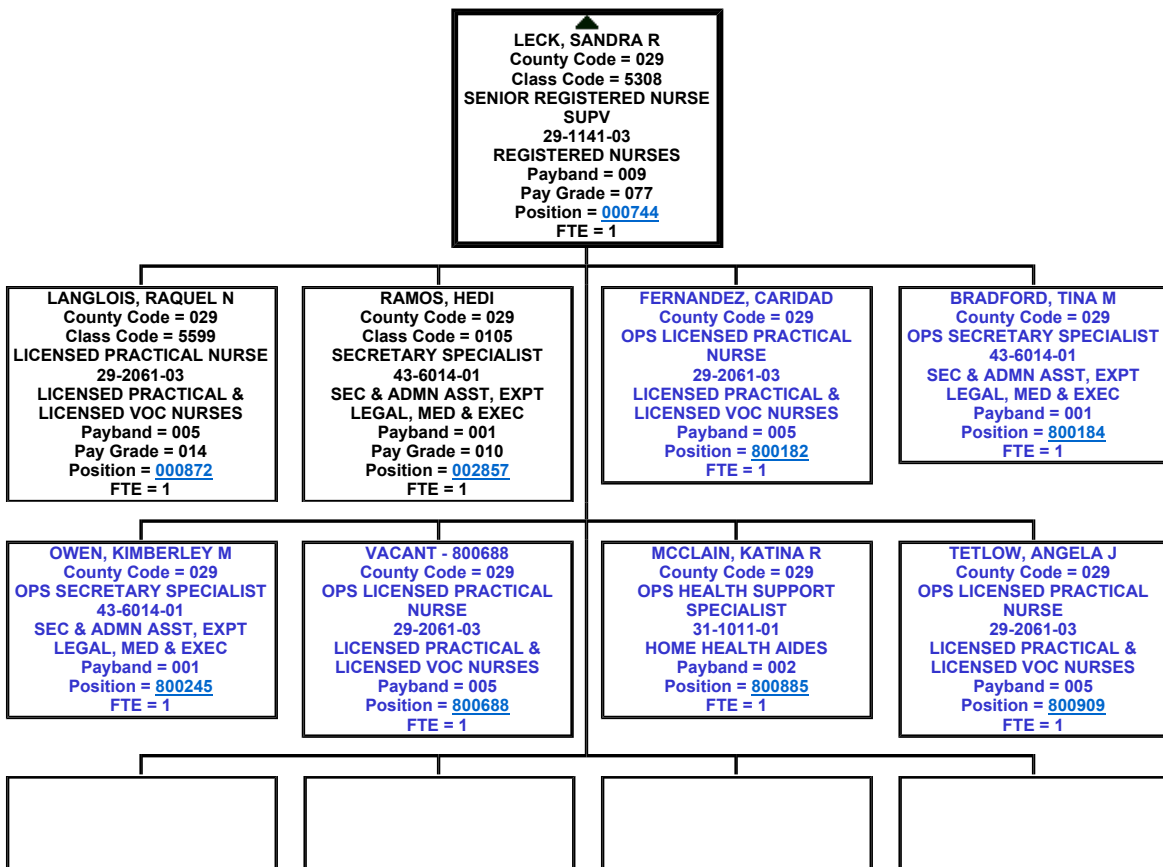 LECK, SANDRA R
County Code = 029
Class Code = 5308
SENIOR REGISTERED NURSE
SUPV
29-1141-03
REGISTERED NURSES
Payband = 009
Pay Grade = 077
Position = 000744
FTE = 1
LANGLOIS, RAQUEL N
County Code = 029
Class Code = 5599
LICENSED PRACTICAL NURSE
29-2061-03
LICENSED PRACTICAL &
LICENSED VOC NURSES
Payband = 005
Pay Grade = 014
Position = 000872
FTE = 1
RAMOS, HEDI
County Code = 029
Class Code = 0105
SECRETARY SPECIALIST
43-6014-01
SEC & ADMN ASST, EXPT
LEGAL, MED & EXEC
Payband = 001
Pay Grade = 010
Position = 002857
FTE = 1
FERNANDEZ, CARIDAD
County Code = 029
OPS LICENSED PRACTICAL
NURSE
29-2061-03
LICENSED PRACTICAL &
LICENSED VOC NURSES
Payband = 005
Position = 800182
FTE = 1
BRADFORD, TINA M
County Code = 029
OPS SECRETARY SPECIALIST
43-6014-01
SEC & ADMN ASST, EXPT
LEGAL, MED & EXEC
Payband = 001
Position = 800184
FTE = 1
OWEN, KIMBERLEY M
County Code = 029
OPS SECRETARY SPECIALIST
43-6014-01
SEC & ADMN ASST, EXPT
LEGAL, MED & EXEC
Payband = 001
Position = 800245
FTE = 1
VACANT - 800688
County Code = 029
OPS LICENSED PRACTICAL
NURSE
29-2061-03
LICENSED PRACTICAL &
LICENSED VOC NURSES
Payband = 005
Position = 800688
FTE = 1
MCCLAIN, KATINA R
County Code = 029
OPS HEALTH SUPPORT
SPECIALIST
31-1011-01
HOME HEALTH AIDES
Payband = 002
Position = 800885
FTE = 1
TETLOW, ANGELA J
County Code = 029
OPS LICENSED PRACTICAL
NURSE
29-2061-03
LICENSED PRACTICAL &
LICENSED VOC NURSES
Payband = 005
Position = 800909
FTE = 1